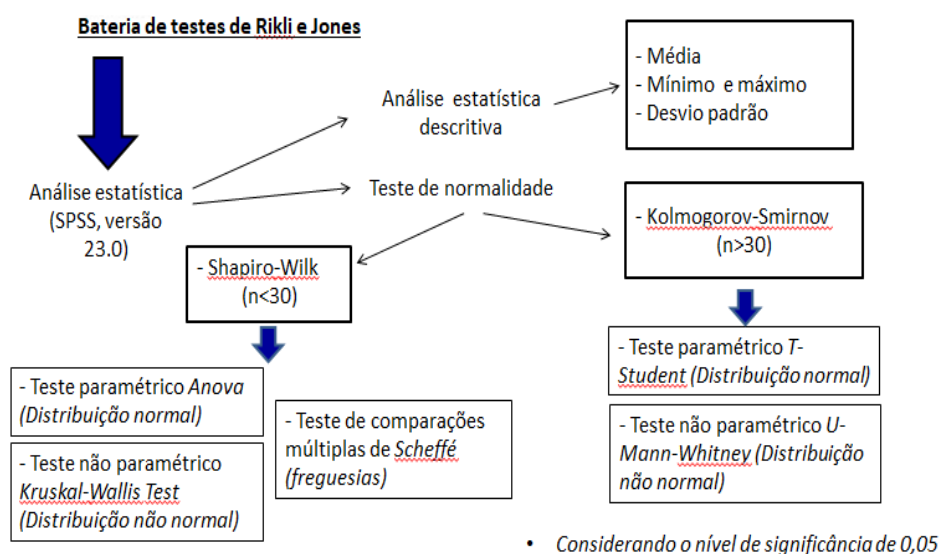 Bateria de testes de Rikli e Jones
Análise estatística
(SPSS, versão
23.0)
Análise estatística
descritiva
- Média
- Mínimo e máximo
- Desvio padrão
Teste de normalidade
- Shapiro-Wilk
(n<30)
- Kolmogorov-Smirnov
(n>30)
- Teste paramétrico Anova
(Distribuição normal)
- Teste não paramétrico
Kruskal-Wallis Test
(Distribuição não normal)
- Teste de comparações
múltiplas de Scheffé
(freguesias)
- Teste paramétrico T-
Student (Distribuição normal)
- Teste não paramétrico U-
Mann-Whitney (Distribuição
não normal)
• Considerando o nível de significância de 0,05